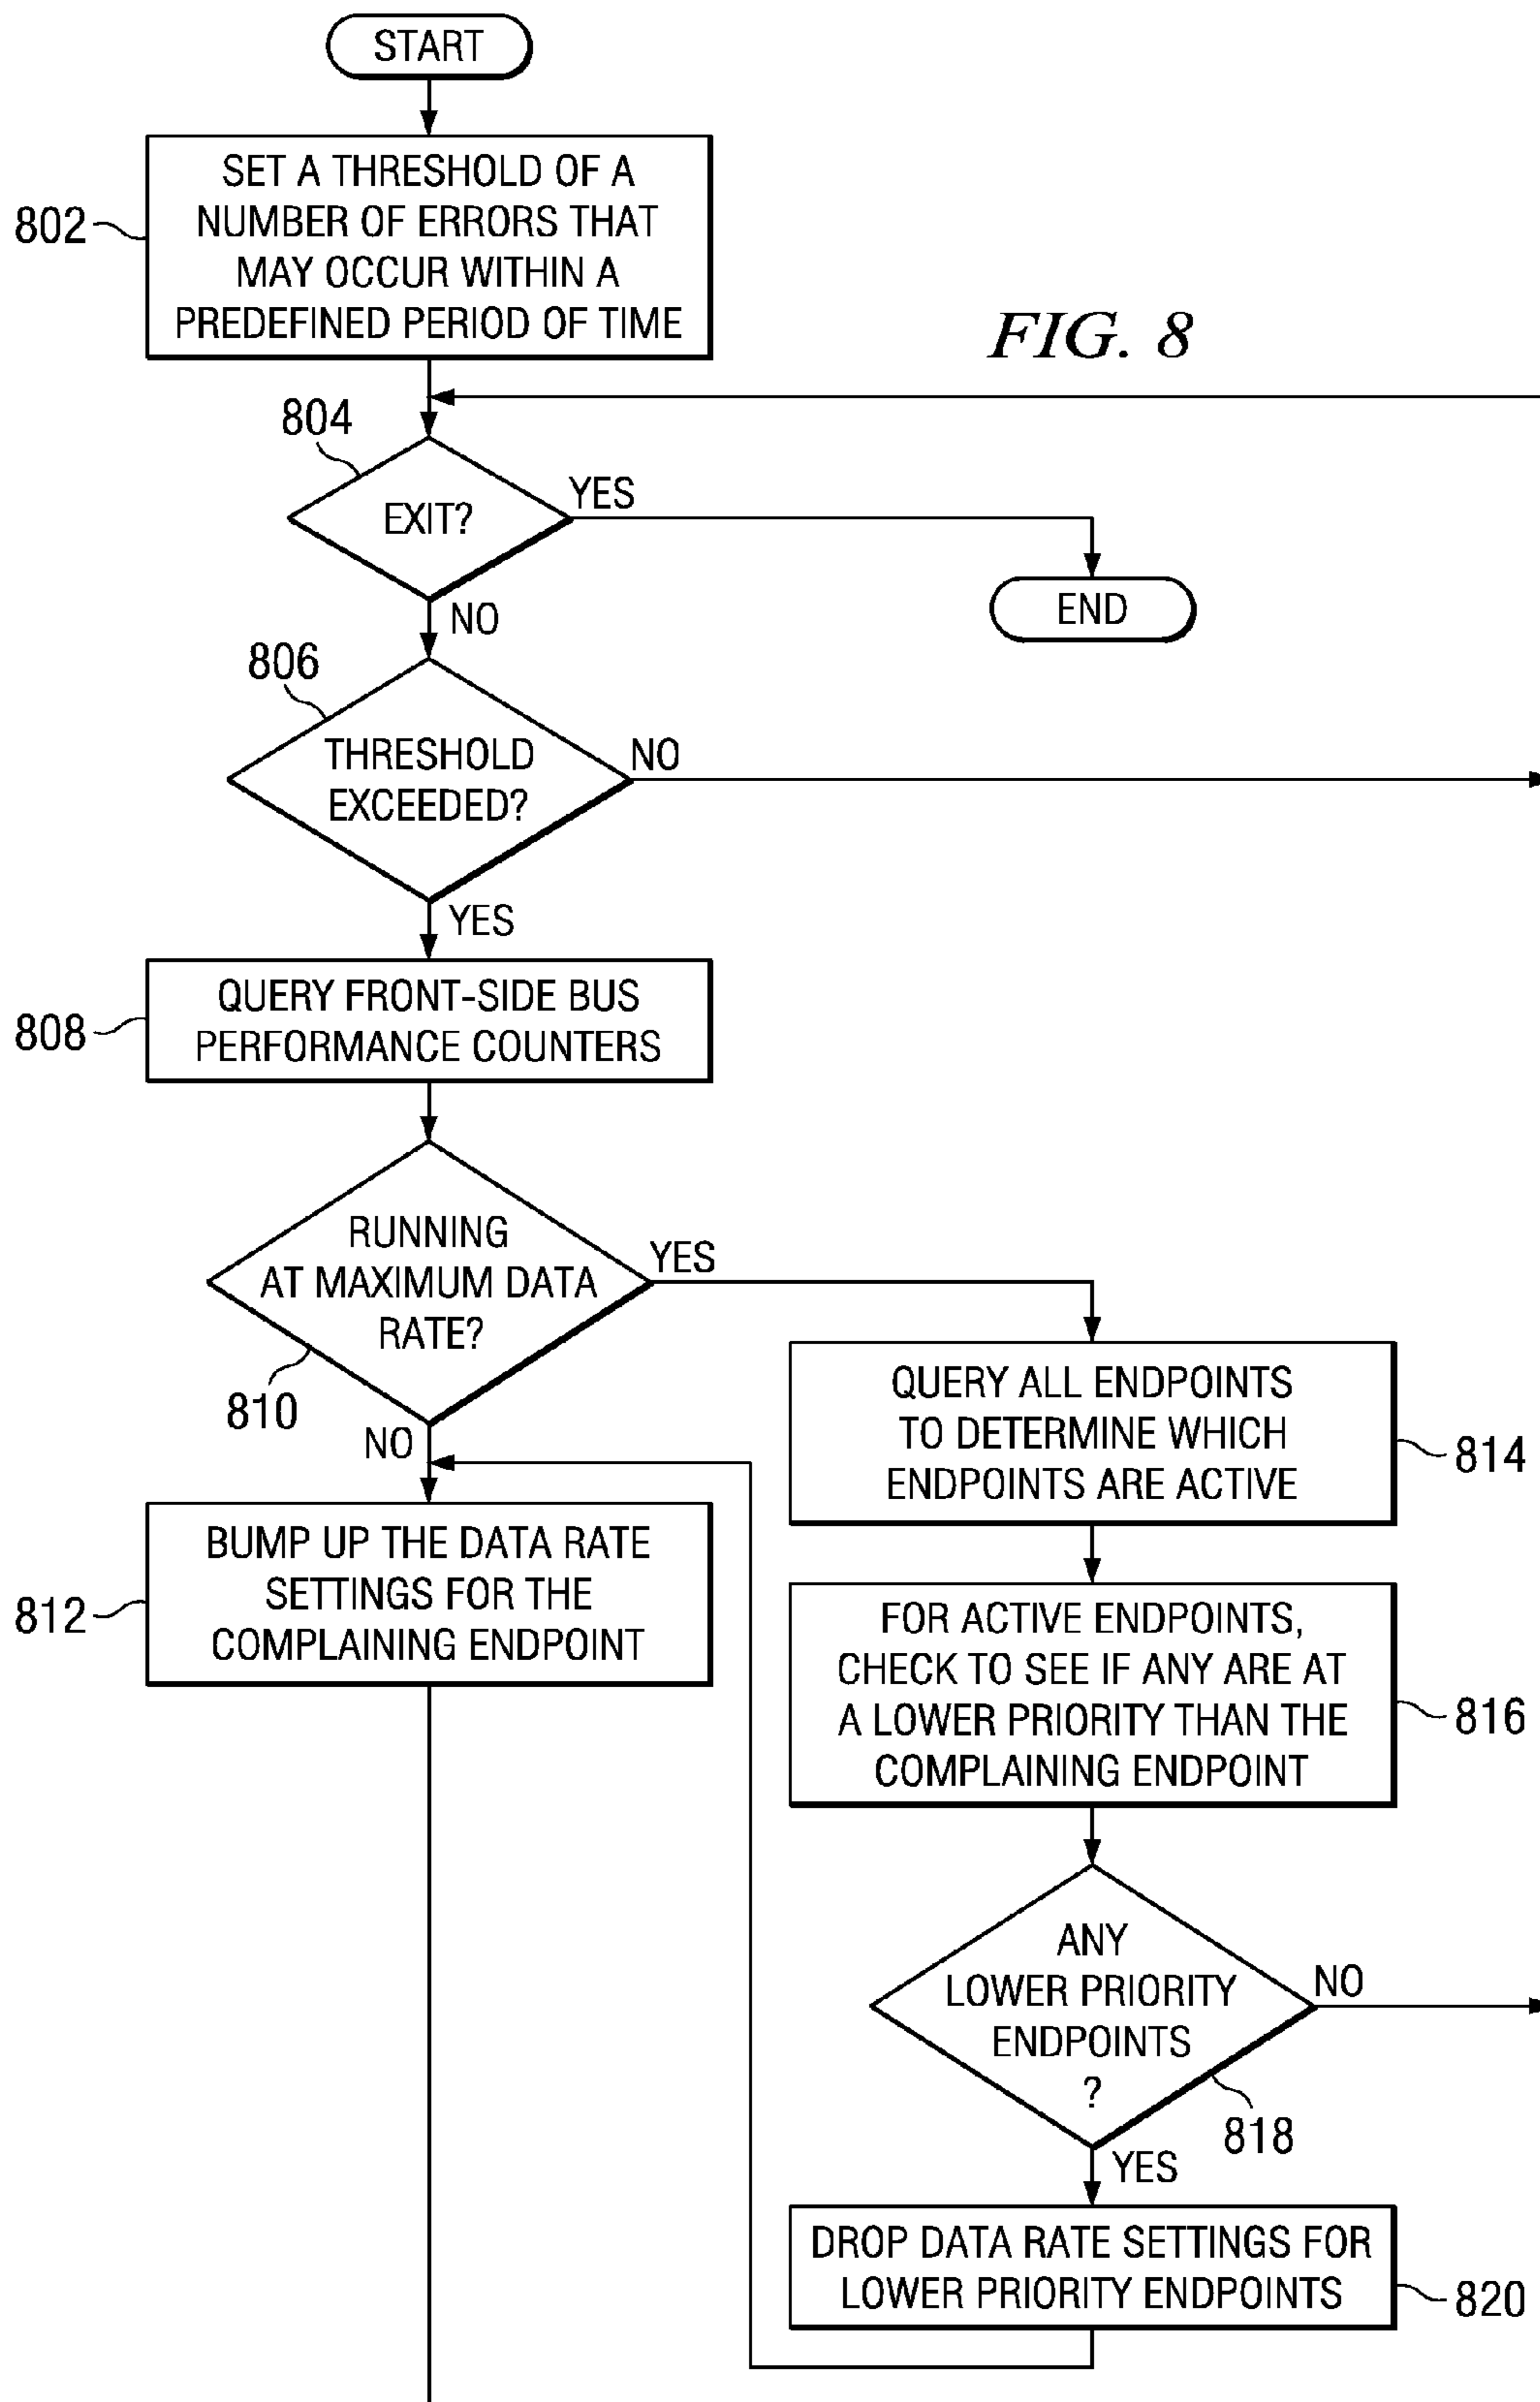 START
802
SET A THRESHOLD OF A
NUMBER OF ERRORS THAT
MAY OCCUR WITHIN A
PREDEFINED PERIOD OF TIME
FIG. 8
804
EXIT?
YES
END
NO
806
THRESHOLD
EXCEEDED?
NO
YES
808
QUERY FRONT-SIDE BUS
PERFORMANCE COUNTERS
RUNNING
AT MAXIMUM DATA
RATE?
YES
810
NO
812
BUMP UP THE DATA RATE
SETTINGS FOR THE
COMPLAINING ENDPOINT
QUERY ALL ENDPOINTS
TO DETERMINE WHICH
ENDPOINTS ARE ACTIVE
814
FOR ACTIVE ENDPOINTS,
CHECK TO SEE IF ANY ARE AT
A LOWER PRIORITY THAN THE
COMPLAINING ENDPOINT
816
ANY
LOWER PRIORITY
ENDPOINTS
?
NO
818
YES
DROP DATA RATE SETTINGS FOR
LOWER PRIORITY ENDPOINTS
820